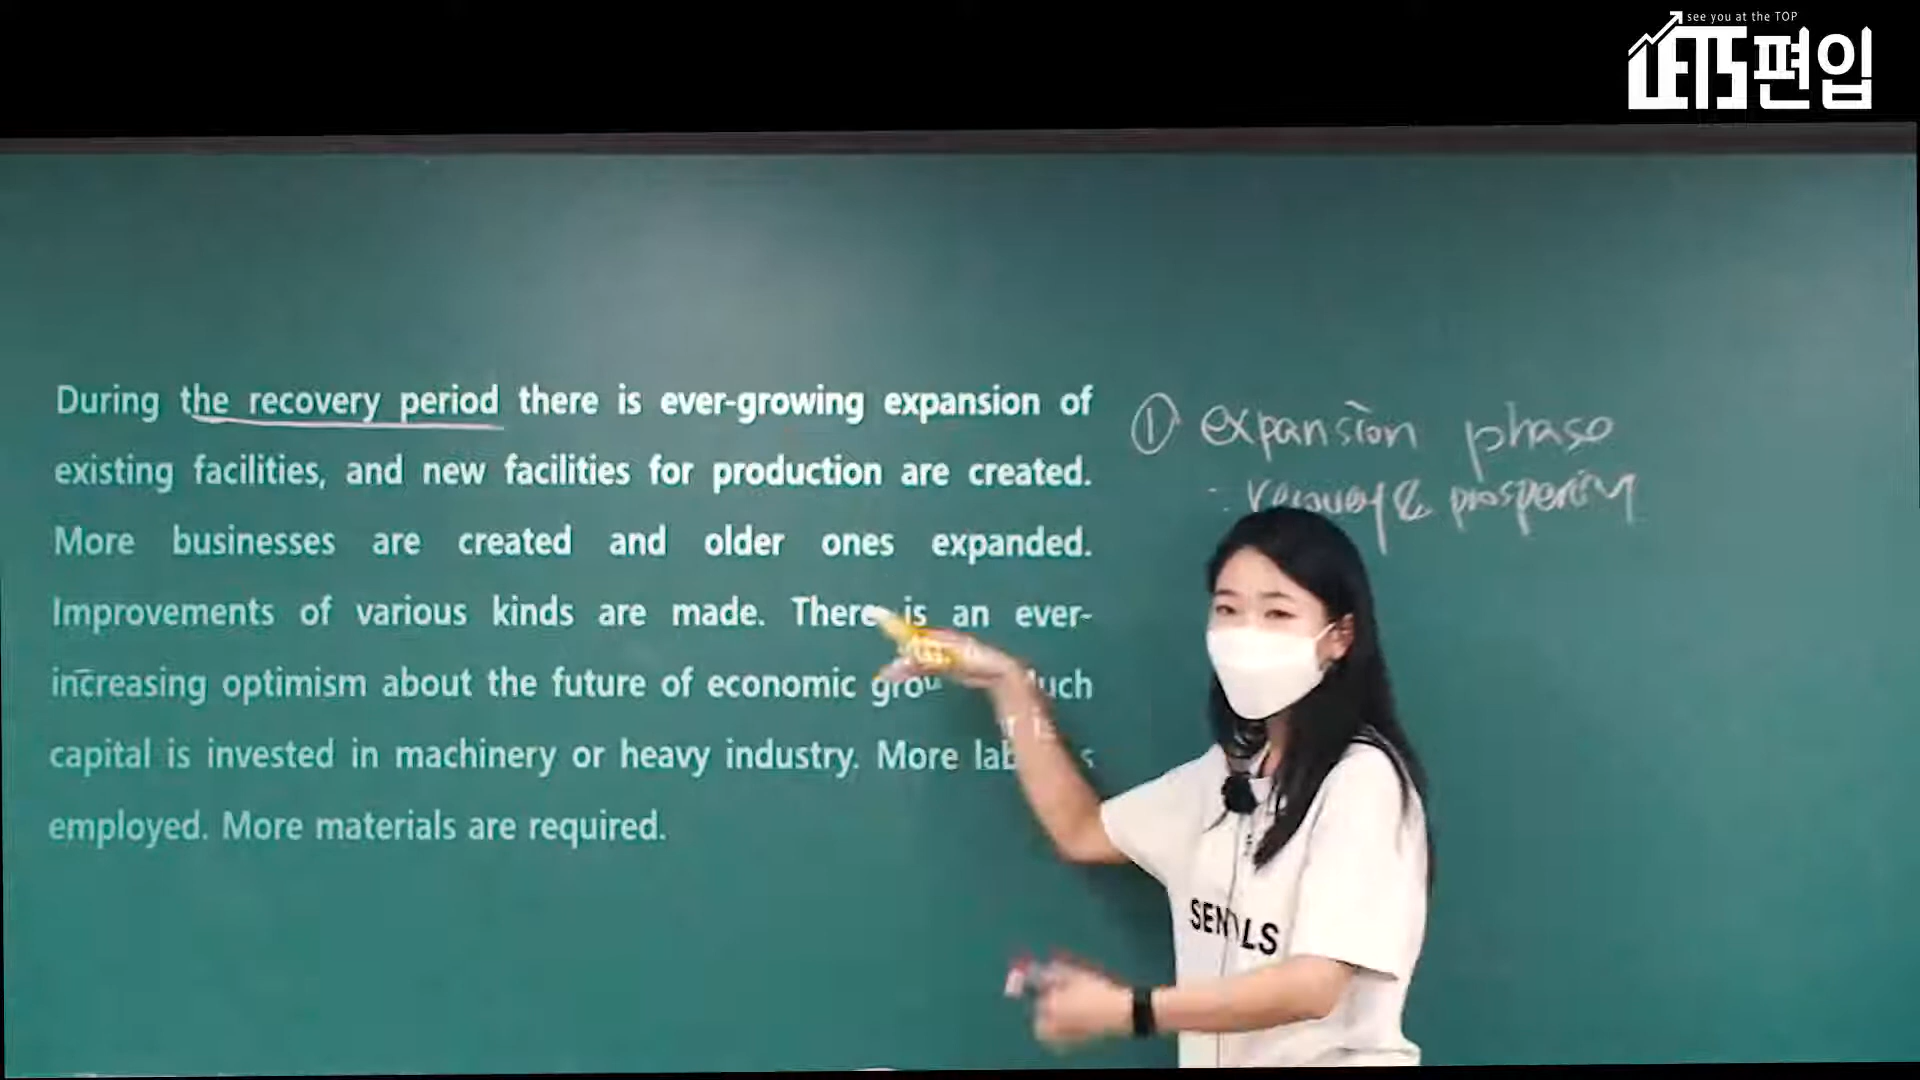 see you at the TOP
LETS편입
During the recovery period there is ever-growing expansion of
existing facilities, and new facilities for production are created.
More businesses are created and older ones expanded.
Improvements of various kinds are made. There is an ever-
increasing optimism about the future of economic
capital is invested in machinery or heavy industry. More
employed. More materials are required.
① expansion phase
: recovery & prosperity